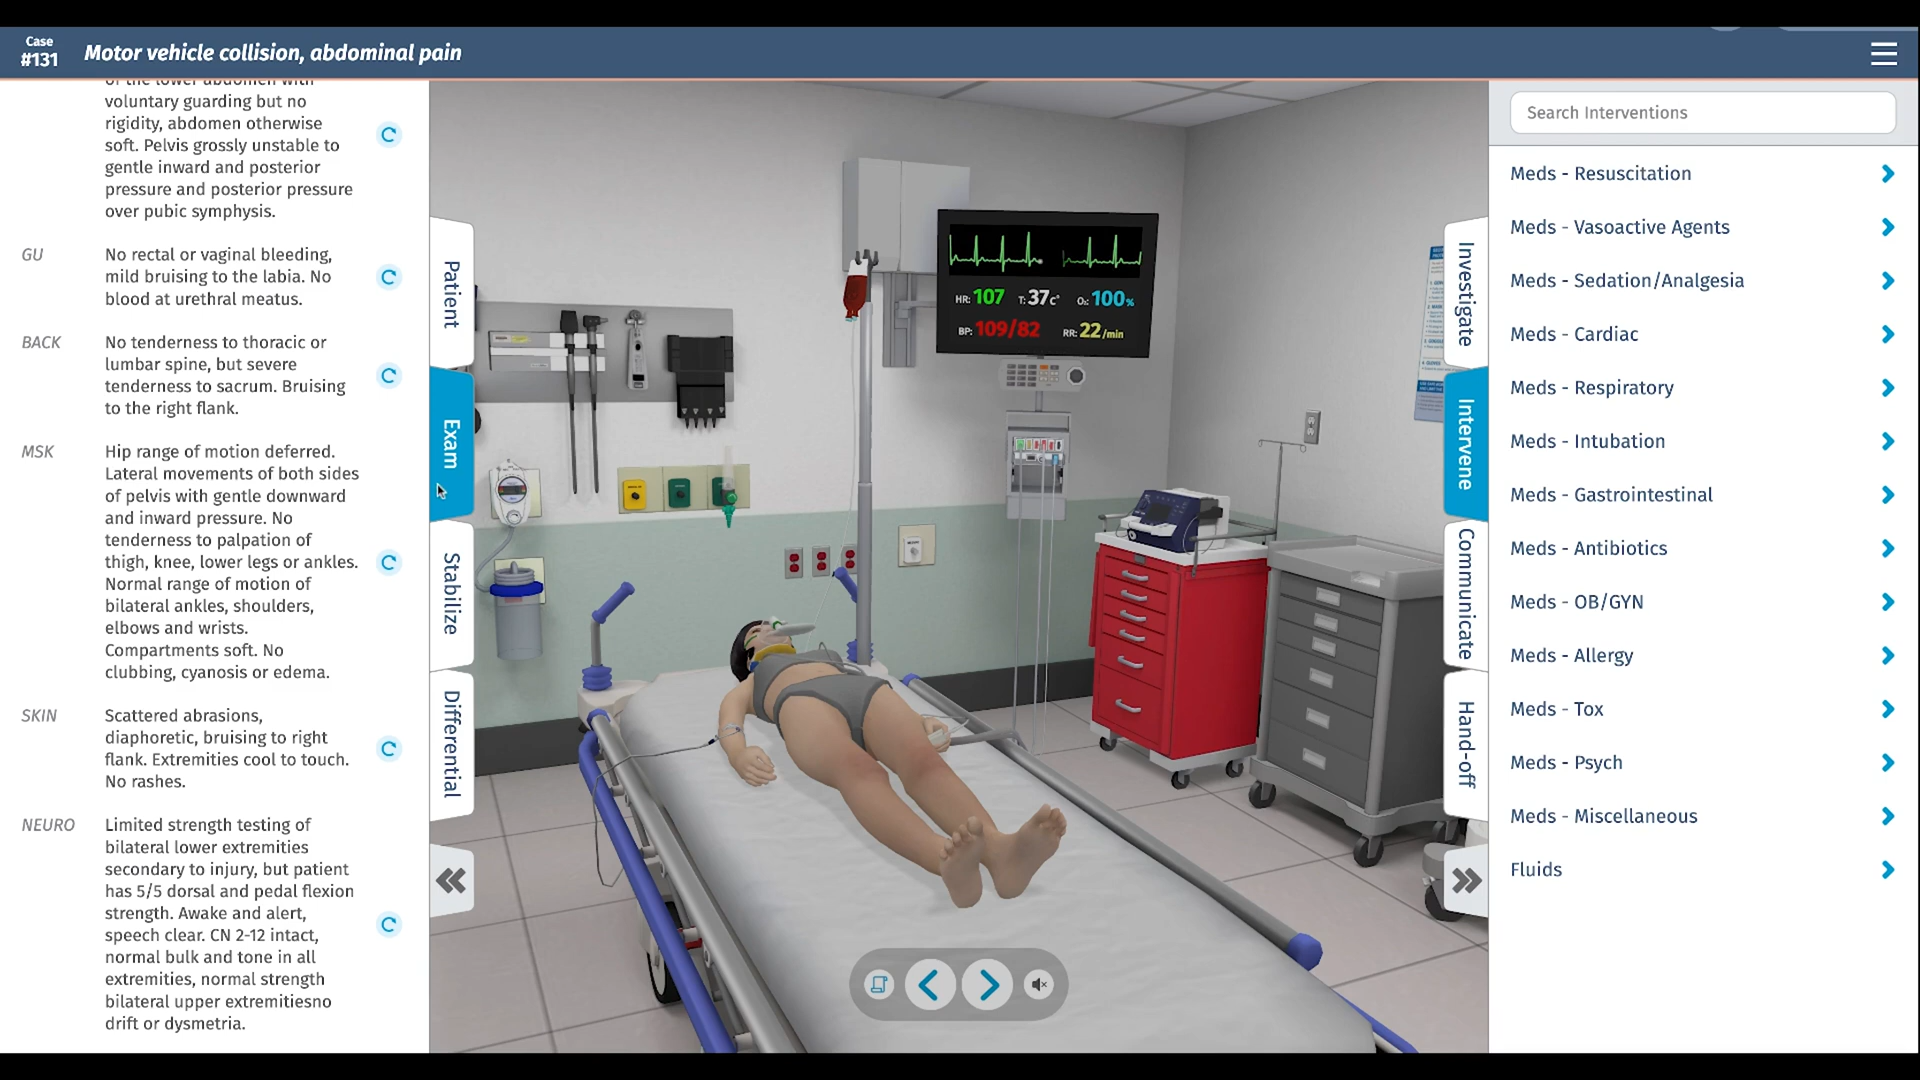 Case
#131
Motor vehicle collision, abdominal pain
of the lower abdomen with
voluntary guarding but no
rigidity, abdomen otherwise
soft. Pelvis grossly unstable to
gentle inward and posterior
pressure and posterior pressure
over pubic symphysis.
GU
No rectal or vaginal bleeding,
mild bruising to the labia. No
blood at urethral meatus.
BACK
No tenderness to thoracic or
lumbar spine, but severe
tenderness to sacrum. Bruising
to the right flank.
MSK
Hip range of motion deferred.
Lateral movements of both sides
of pelvis with gentle downward
and inward pressure. No
tenderness to palpation of
thigh, knee, lower legs or ankles.
Normal range of motion of
bilateral ankles, shoulders,
elbows and wrists.
Compartments soft. No
clubbing, cyanosis or edema.
SKIN
Scattered abrasions,
diaphoretic, bruising to right
flank. Extremities cool to touch.
No rashes.
NEURO
Limited strength testing of
bilateral lower extremities
secondary to injury, but patient
has 5/5 dorsal and pedal flexion
strength. Awake and alert,
speech clear. CN 2-12 intact,
normal bulk and tone in all
extremities, normal strength
bilateral upper extremitiesno
drift or dysmetria.
Patient
Exam
Stabilize
Differential
HR: 107 T: 37c° O₂: 100%
BP: 109/82 RR: 22/min
Investigate
Intervene
Communicate
Hand-off
Search Interventions
Meds - Resuscitation
Meds - Vasoactive Agents
Meds - Sedation/Analgesia
Meds - Cardiac
Meds - Respiratory
Meds - Intubation
Meds - Gastrointestinal
Meds - Antibiotics
Meds - OB/GYN
Meds - Allergy
Meds - Tox
Meds - Psych
Meds - Miscellaneous
Fluids